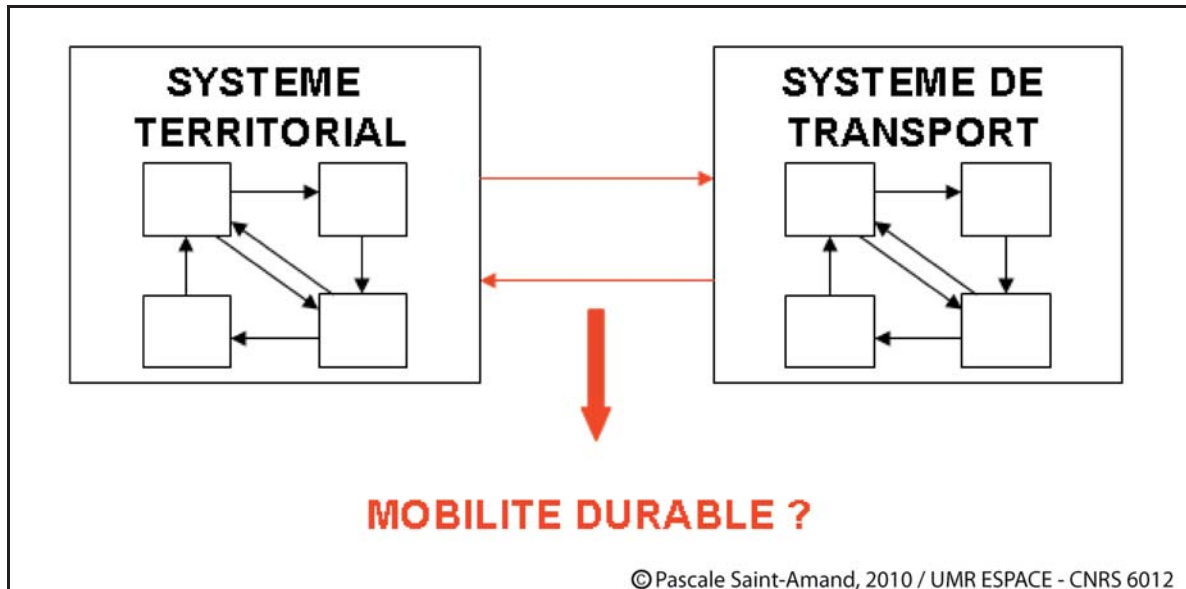 SYSTEME
TERRITORIAL
SYSTEME DE
TRANSPORT
MOBILITE DURABLE ?
© Pascale Saint-Amand, 2010 / UMR ESPACE - CNRS 6012